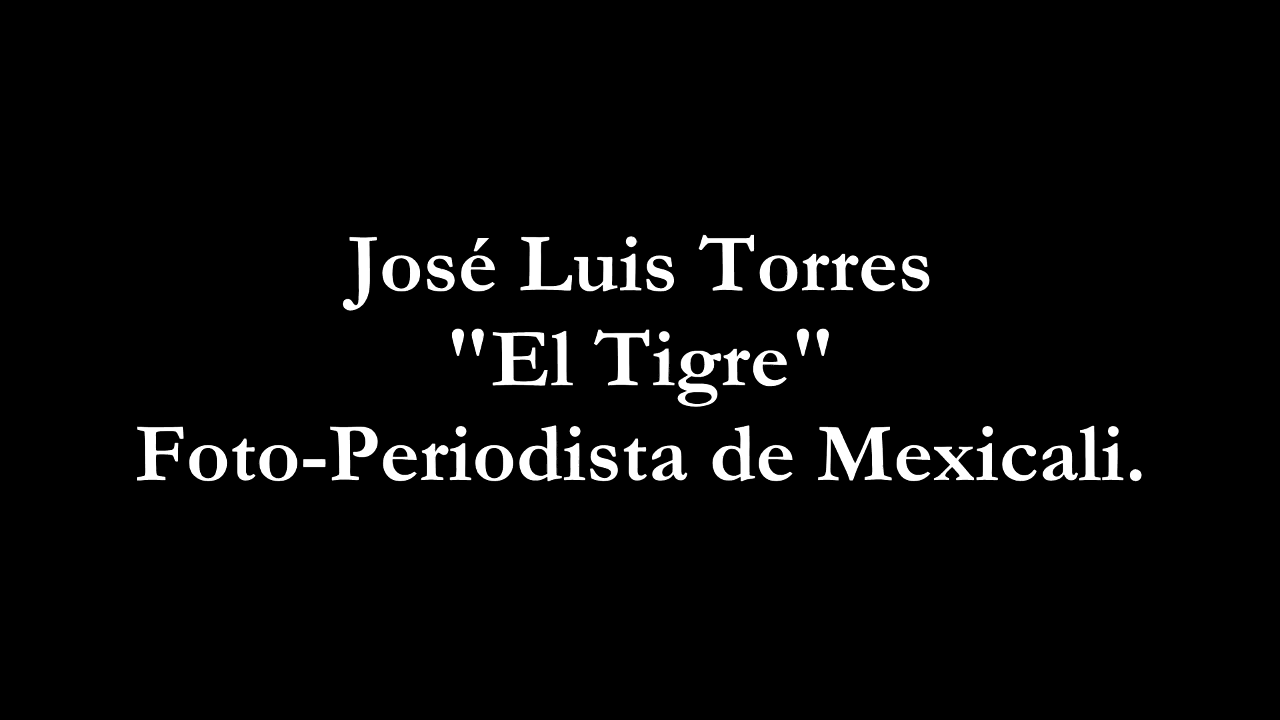 José Luis Torres
"El Tigre"
Foto-Periodista de Mexicali.